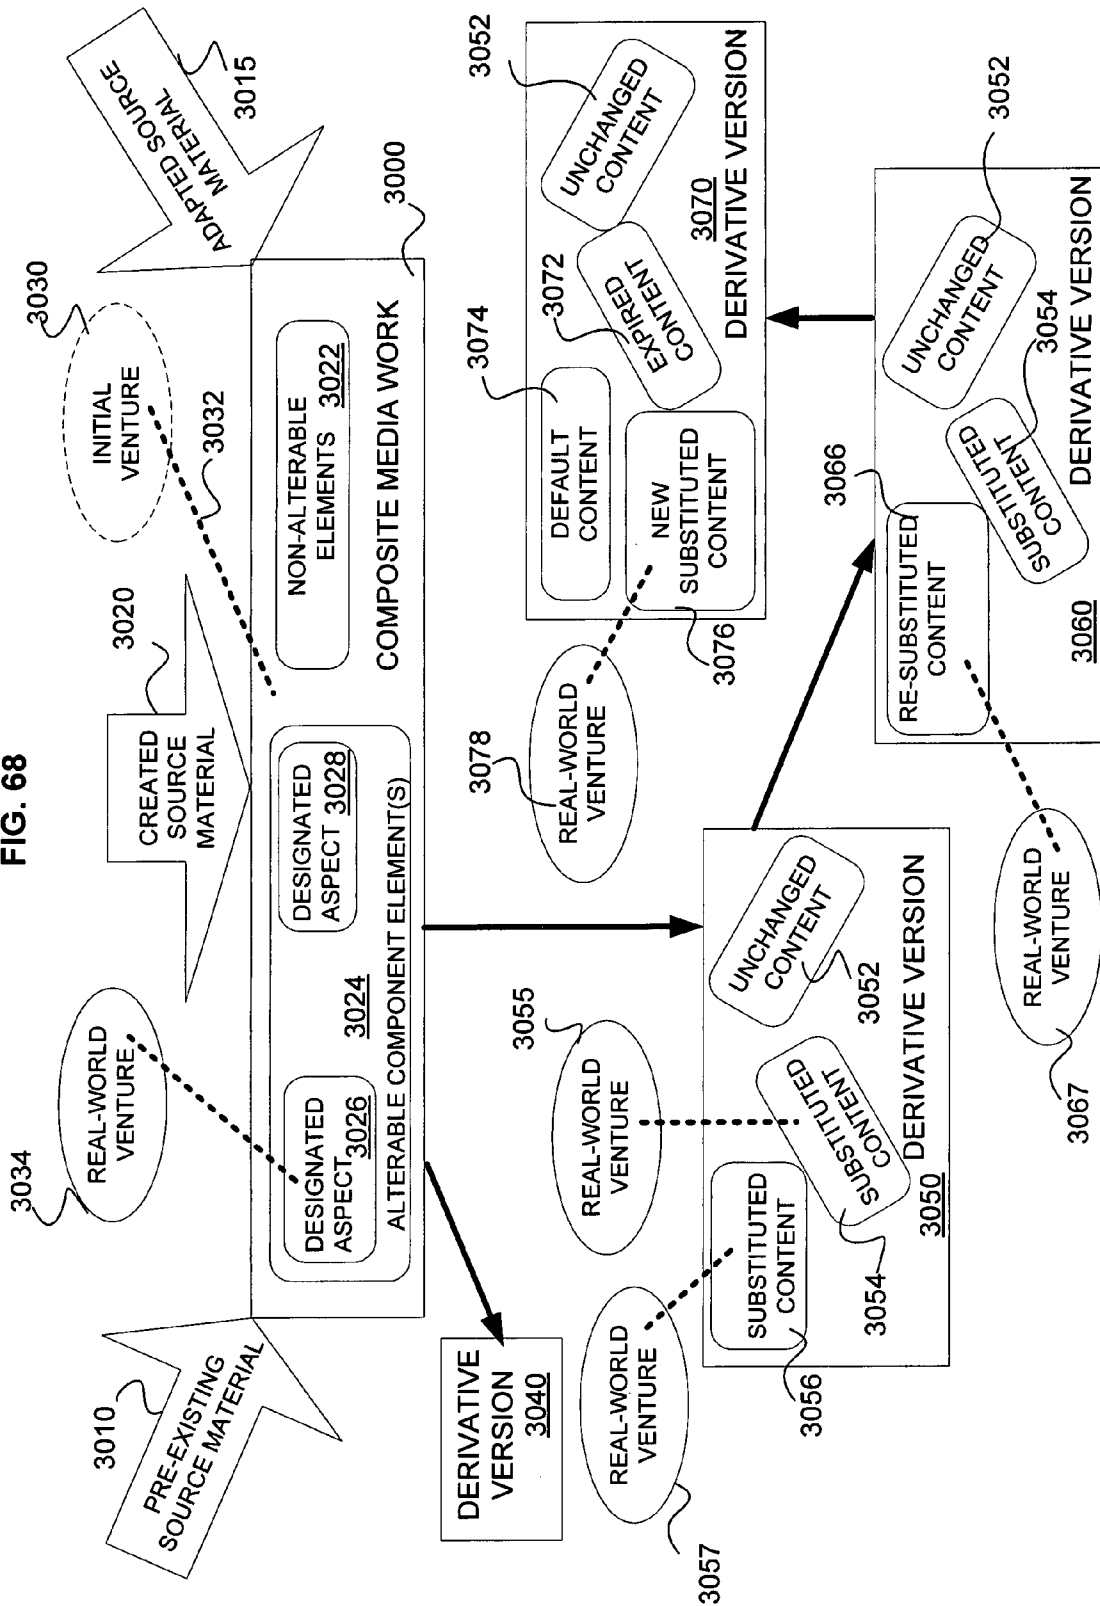 FIG. 68
PRE-EXISTING
SOURCE MATERIAL
3010
3034
REAL-WORLD
VENTURE
CREATED
SOURCE
MATERIAL
3020
INITIAL
VENTURE
3030
3032
ADAPTED SOURCE
MATERIAL
3015
DESIGNATED
ASPECT 3026
3024
DESIGNATED
ASPECT 3028
ALTERABLE COMPONENT ELEMENT(S)
NON-ALTERABLE
ELEMENTS 3022
COMPOSITE MEDIA WORK
3000
DERIVATIVE
VERSION
3040
REAL-WORLD
VENTURE
3057
REAL-WORLD
VENTURE
3055
SUBSTITUTED
CONTENT
3056
SUBSTITUTED
CONTENT
3054
UNCHANGED
CONTENT
3052
3050
DERIVATIVE VERSION
3078
REAL-WORLD
VENTURE
DEFAULT
CONTENT
3074
NEW
SUBSTITUTED
CONTENT
3076
EXPIRED
CONTENT
3072
UNCHANGED
CONTENT
3052
3070
DERIVATIVE VERSION
RE-SUBSTITUTED
CONTENT
3066
SUBSTITUTED
CONTENT
3054
UNCHANGED
CONTENT
3052
3060
DERIVATIVE VERSION
REAL-WORLD
VENTURE
3067